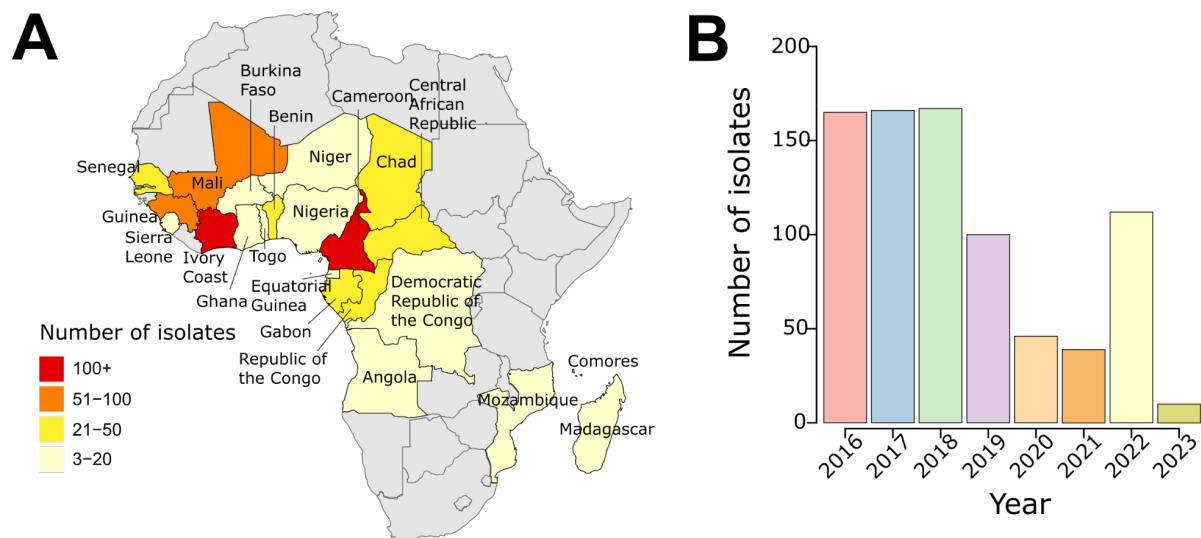 A
Burkina
Faso
Benin
Cameroon
Central
African
Republic
Senegal
Mali
Niger
Chad
Nigeria
Guinea
Sierra
Leone
Ivory
Coast
Togo
Ghana
Equatorial
Guinea
Gabon
Republic of
the Congo
Democratic
Republic of
the Congo
Angola
Comores
Mozambique
Madagascar
Number of isolates
100+
51−100
21−50
3−20
B
Number of isolates
200
150
100
50
0
2016
2017
2018
2019
2020
2021
2022
2023
Year